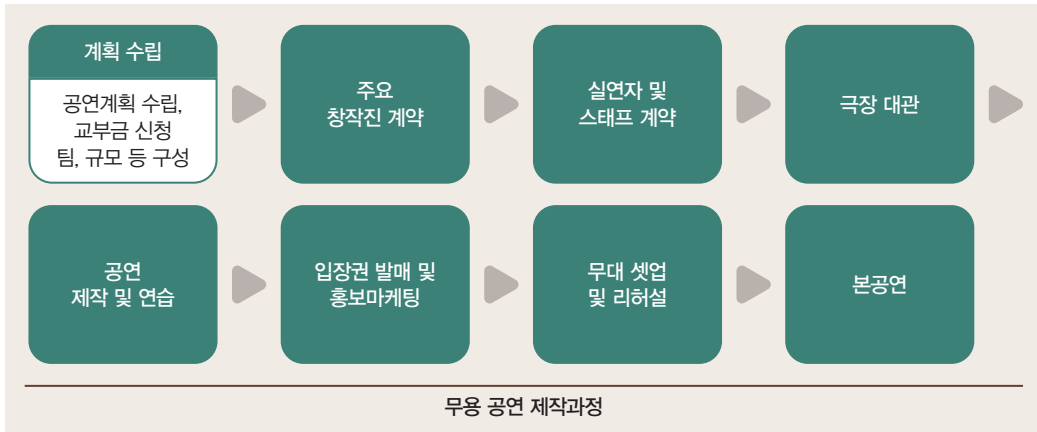 계획 수립
공연계획 수립,
교부금 신청
팀, 규모 등 구성
주요
창작진 계약
실연자 및
스태프 계약
극장 대관
공연
제작 및 연습
입장권 발매 및
홍보마케팅
무대 셋업
및 리허설
본공연
무용 공연 제작과정